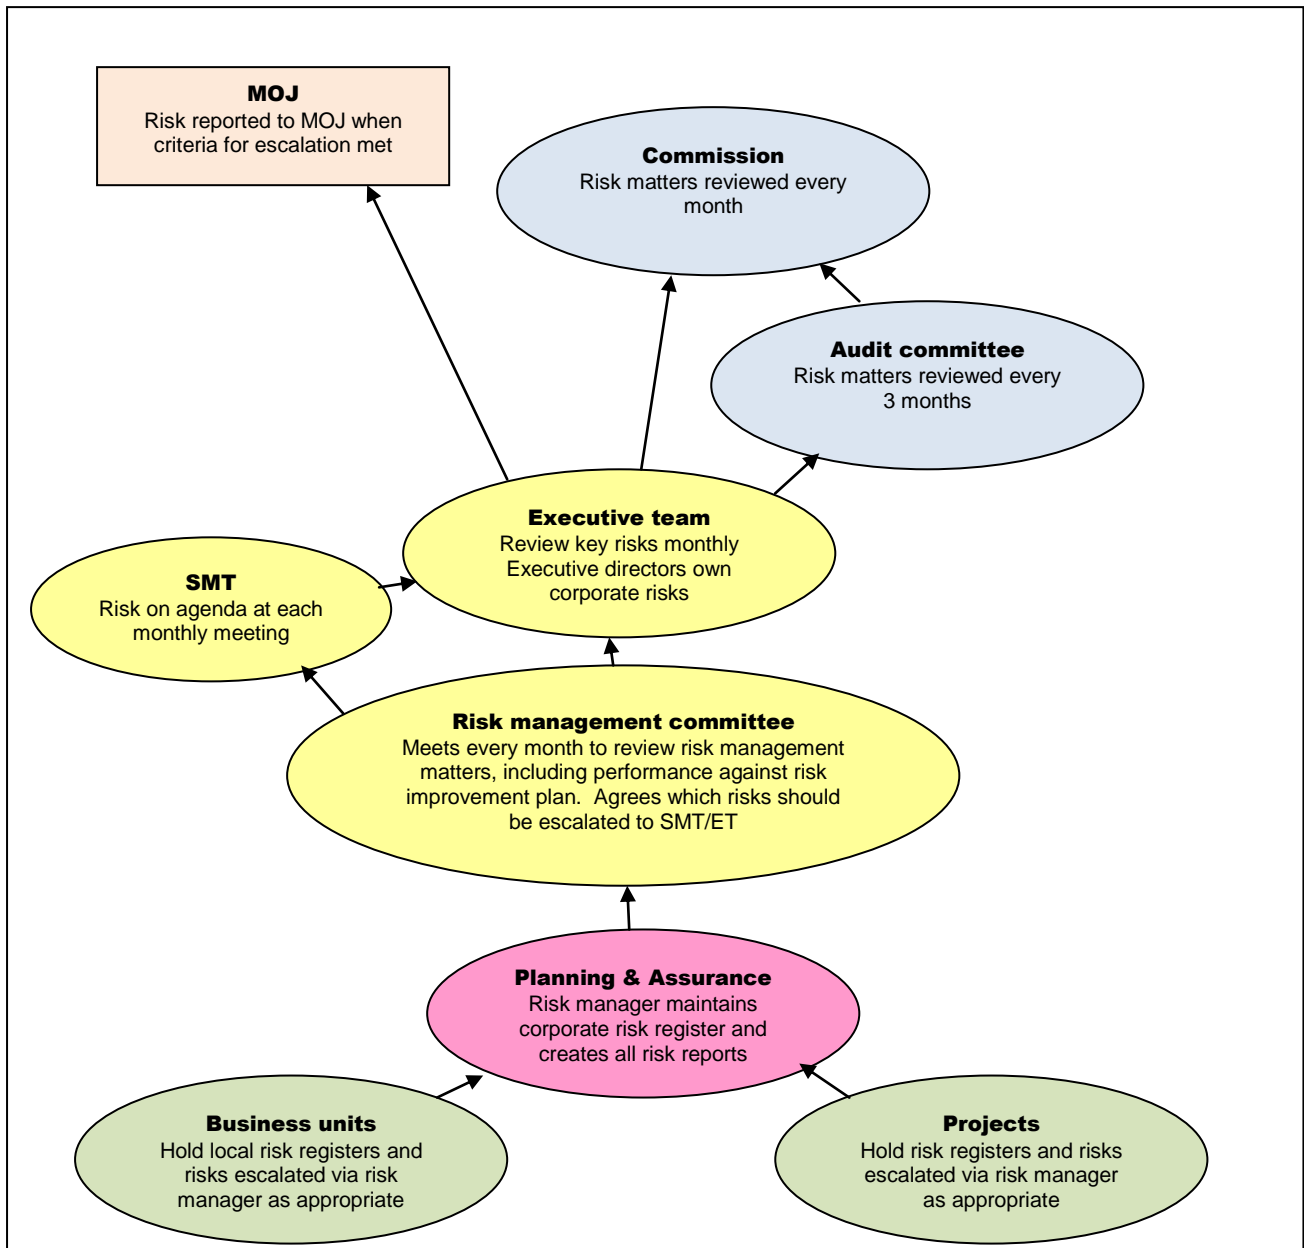 MOJ
Risk reported to MOJ when
criteria for escalation met
Commission
Risk matters reviewed every
month
Audit committee
Risk matters reviewed every
3 months
Executive team
Review key risks monthly
Executive directors own
corporate risks
SMT
Risk on agenda at each
monthly meeting
Risk management committee
Meets every month to review risk management
matters, including performance against risk
improvement plan.  Agrees which risks should
be escalated to SMT/ET
Planning & Assurance
Risk manager maintains
corporate risk register and
creates all risk reports
Business units
Hold local risk registers and
risks escalated via risk
manager as appropriate
Projects
Hold risk registers and risks
escalated via risk manager
as appropriate